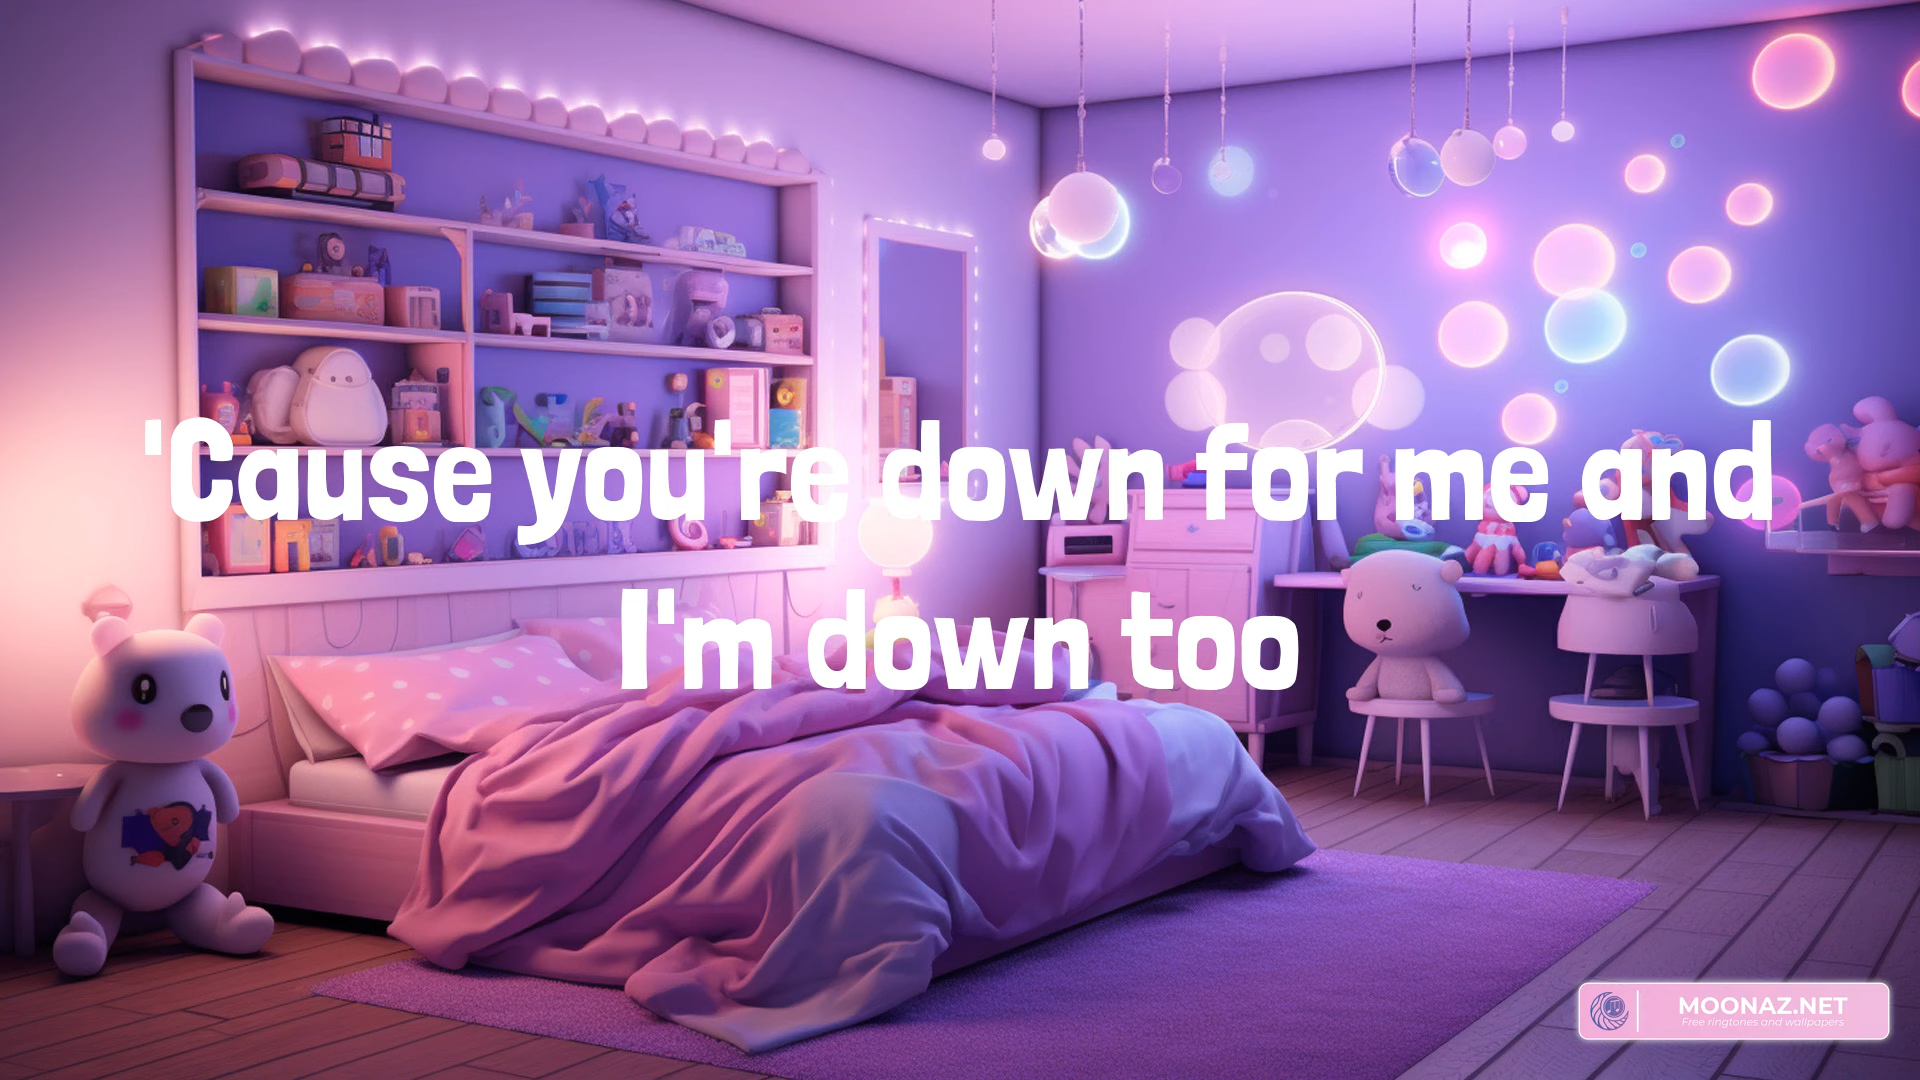 'Cause you're down for me and
I'm down too
MOONAZ.NET
Free ringtones and wallpapers